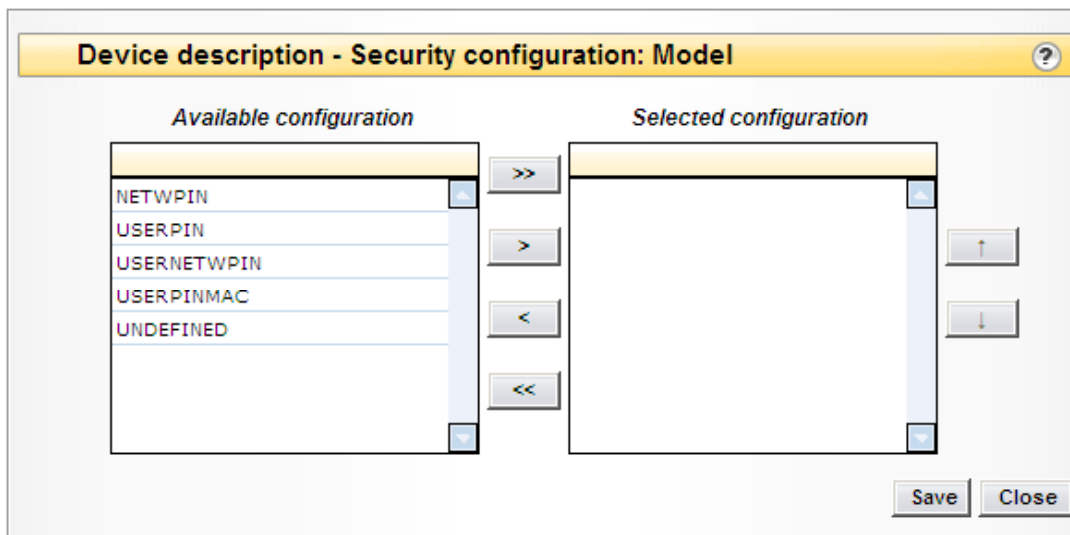 Device description - Security configuration: Model ?
Available configuration Selected configuration
>>
NETWPIN
USERPIN
> ↑
USERNETWPIN
USERPINMAC
< ↓
UNDEFINED
<<
Save Close